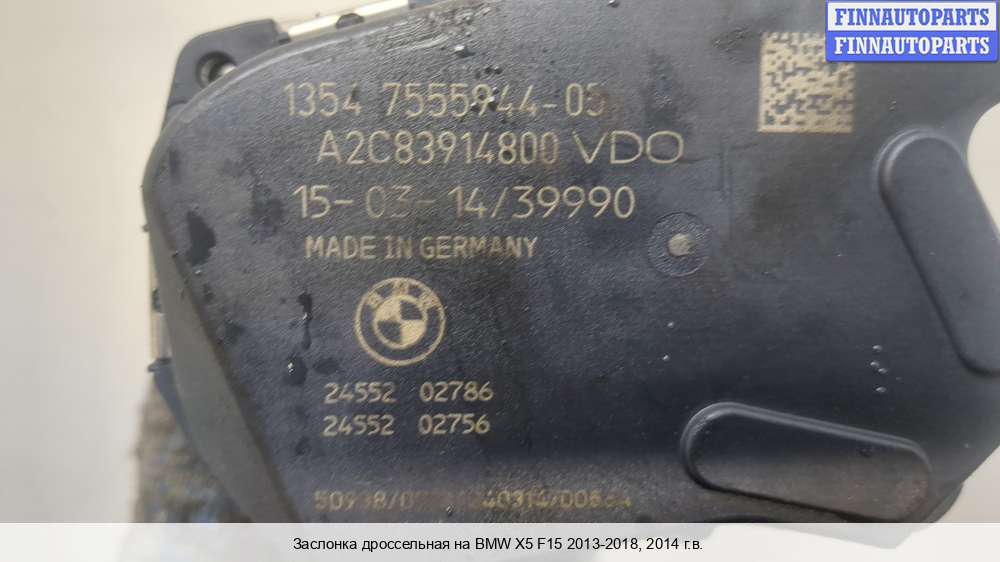 FINNAUTOPARTS
FINNAUTOPARTS
1354 7555944-05
A2C83914800 VDO
15-03-14/39990
MADE IN GERMANY
BMW
24552 02786
24552 02756
Заслонка дроссельная на BMW X5 F15 2013-2018, 2014 г.в.